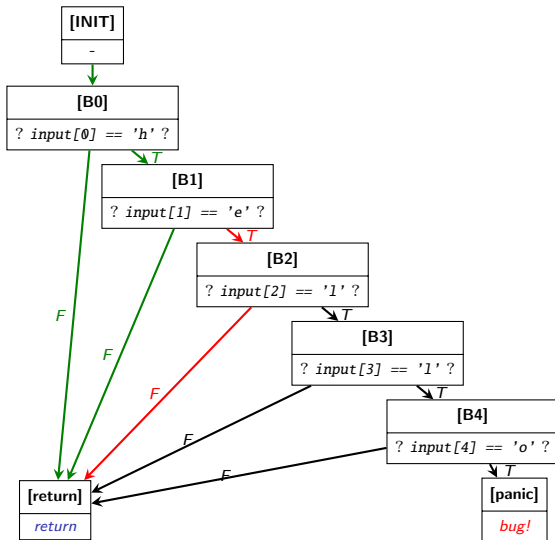 [INIT]
-
[B0]
? input[0] == 'h' ?
T
[B1]
? input[1] == 'e' ?
T
[B2]
? input[2] == 'l' ?
T
[B3]
? input[3] == 'l' ?
T
[B4]
? input[4] == 'o' ?
T
F
F
F
F
F
[return]
return
[panic]
bug!